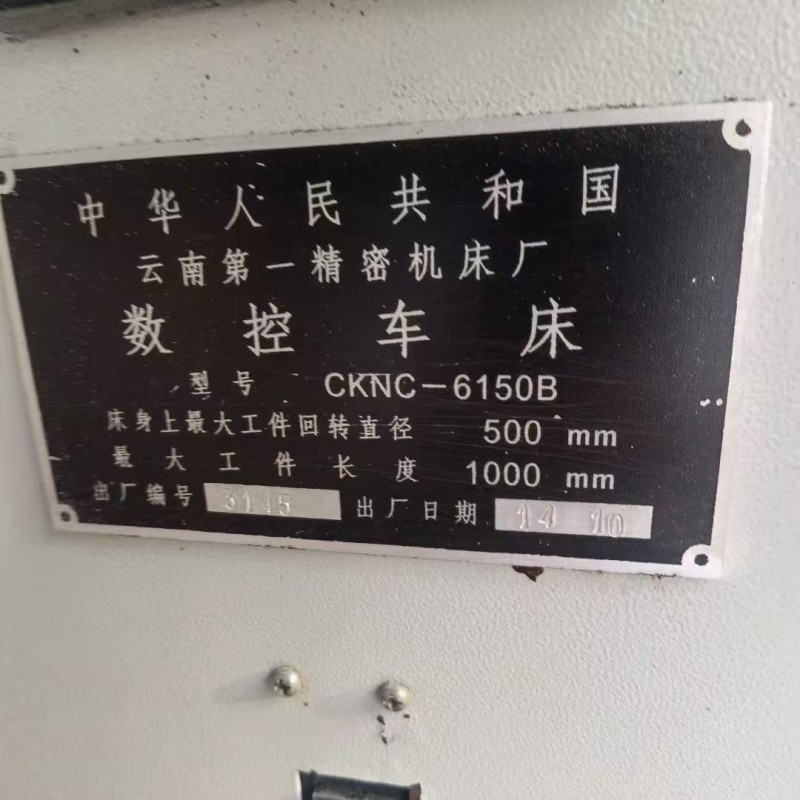 中华人民共和国
云南第一精密机床厂
数控车床
型号 CKNC-6150B
床身上最大工件回转直径 500 mm
最大工件长度 1000 mm
出厂编号 3145 出厂日期 14 10